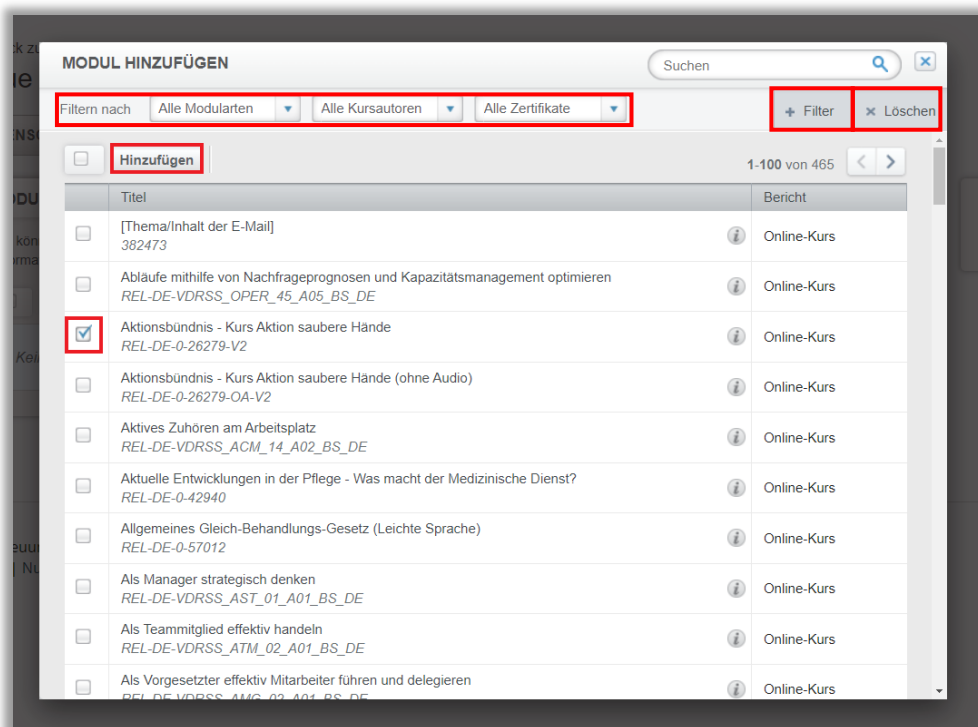 MODUL HINZUFÜGEN
Suchen
Filtern nach Alle Modularten Alle Kursautoren Alle Zertifikate + Filter × Löschen
Hinzufügen
1-100 von 465
Titel Bericht
[Thema/Inhalt der E-Mail]
382473
Online-Kurs
Abläufe mithilfe von Nachfrageprognosen und Kapazitätsmanagement optimieren
REL-DE-VDRSS_OPER_45_A05_BS_DE
Online-Kurs
Aktionsbündnis - Kurs Aktion saubere Hände
REL-DE-0-26279-V2
Online-Kurs
Aktionsbündnis - Kurs Aktion saubere Hände (ohne Audio)
REL-DE-0-26279-OA-V2
Online-Kurs
Aktives Zuhören am Arbeitsplatz
REL-DE-VDRSS_ACM_14_A02_BS_DE
Online-Kurs
Aktuelle Entwicklungen in der Pflege - Was macht der Medizinische Dienst?
REL-DE-0-42940
Online-Kurs
Allgemeines Gleich-Behandlungs-Gesetz (Leichte Sprache)
REL-DE-0-57012
Online-Kurs
Als Manager strategisch denken
REL-DE-VDRSS_AST_01_A01_BS_DE
Online-Kurs
Als Teammitglied effektiv handeln
REL-DE-VDRSS_ATM_02_A01_BS_DE
Online-Kurs
Als Vorgesetzter effektiv Mitarbeiter führen und delegieren
REL-DE-VDRSS_AMG_02_A01_BS_DE
Online-Kurs